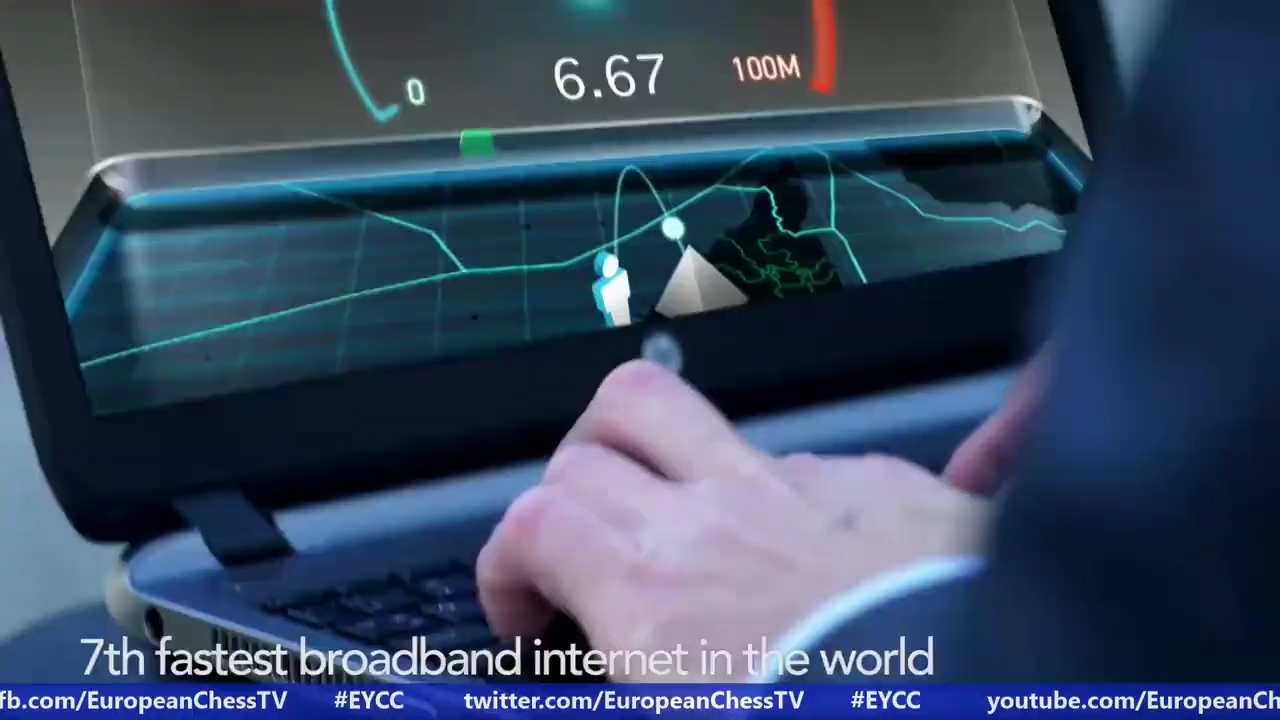 0 6.67 100M
7th fastest broadband internet in the world
fb.com/EuropeanChessTV #EYCC twitter.com/EuropeanChessTV #EYCC youtube.com/EuropeanCh